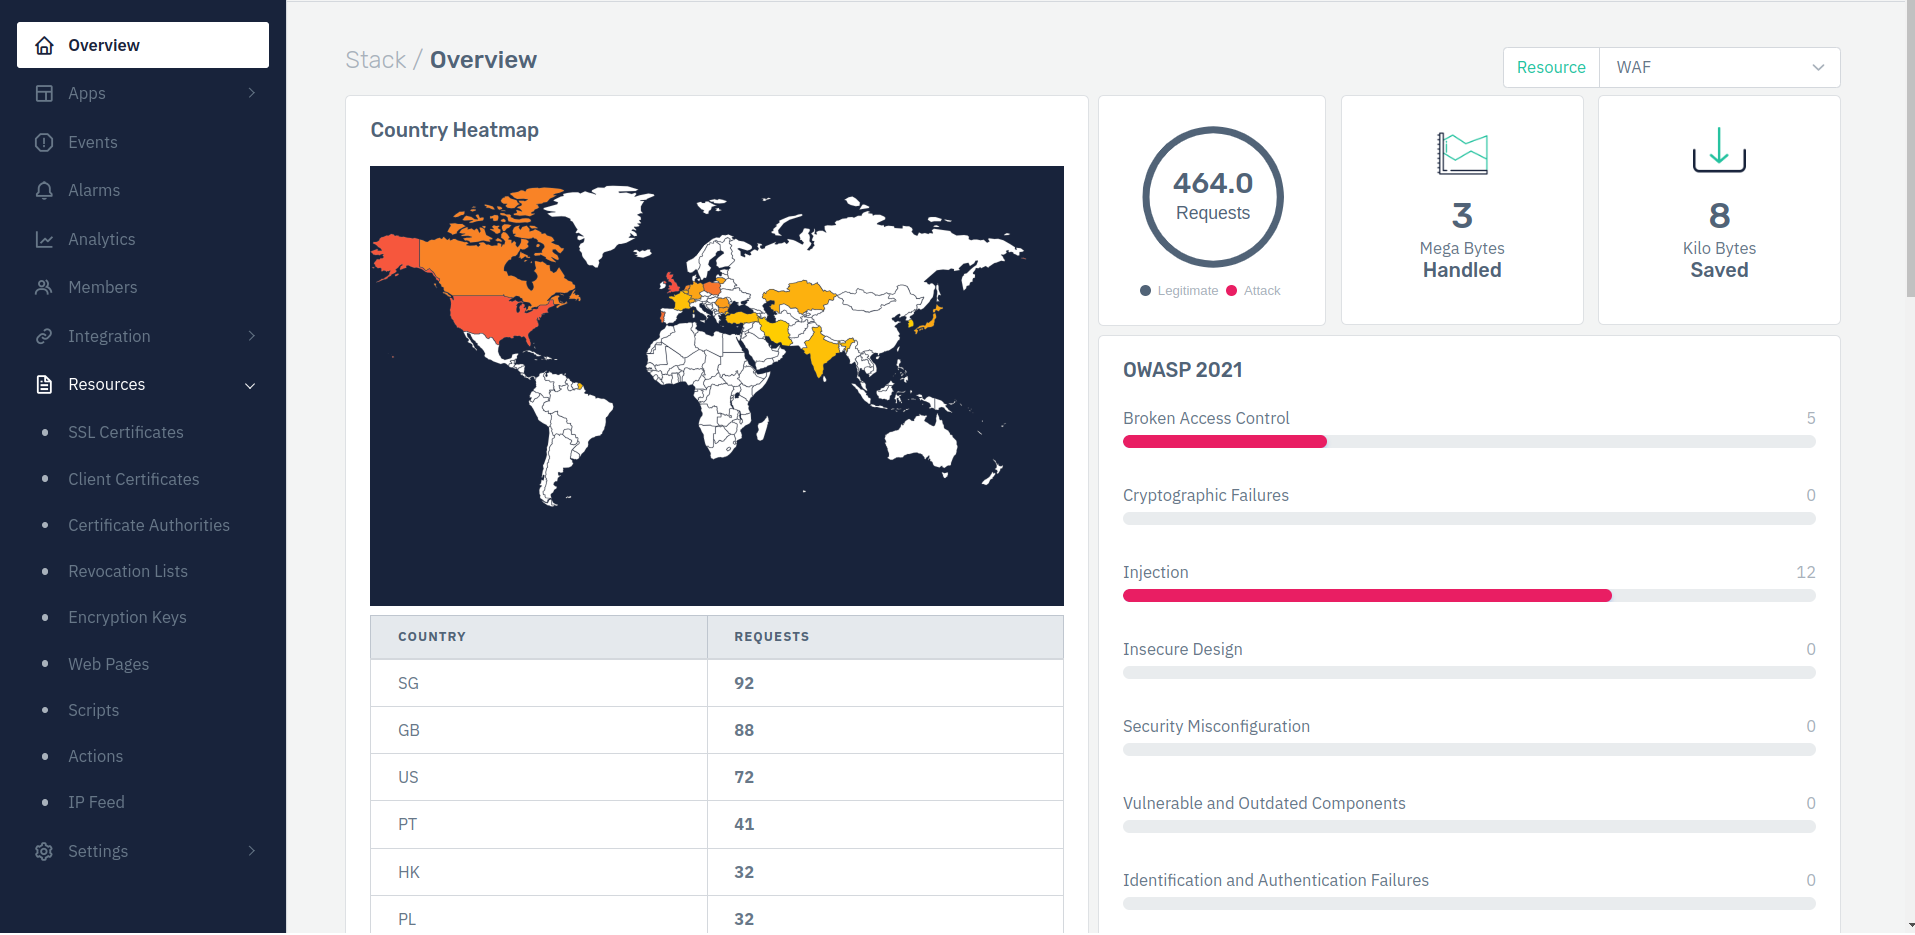 Overview
Apps
Events
Alarms
Analytics
Members
Integration
Resources
SSL Certificates
Client Certificates
Certificate Authorities
Revocation Lists
Encryption Keys
Web Pages
Scripts
Actions
IP Feed
Settings
Stack / Overview
Resource WAF
Country Heatmap
COUNTRY REQUESTS
SG 92
GB 88
US 72
PT 41
HK 32
PL 32
464.0
Requests
Legitimate Attack
3
Mega Bytes
Handled
8
Kilo Bytes
Saved
OWASP 2021
Broken Access Control 5
Cryptographic Failures 0
Injection 12
Insecure Design 0
Security Misconfiguration 0
Vulnerable and Outdated Components 0
Identification and Authentication Failures 0